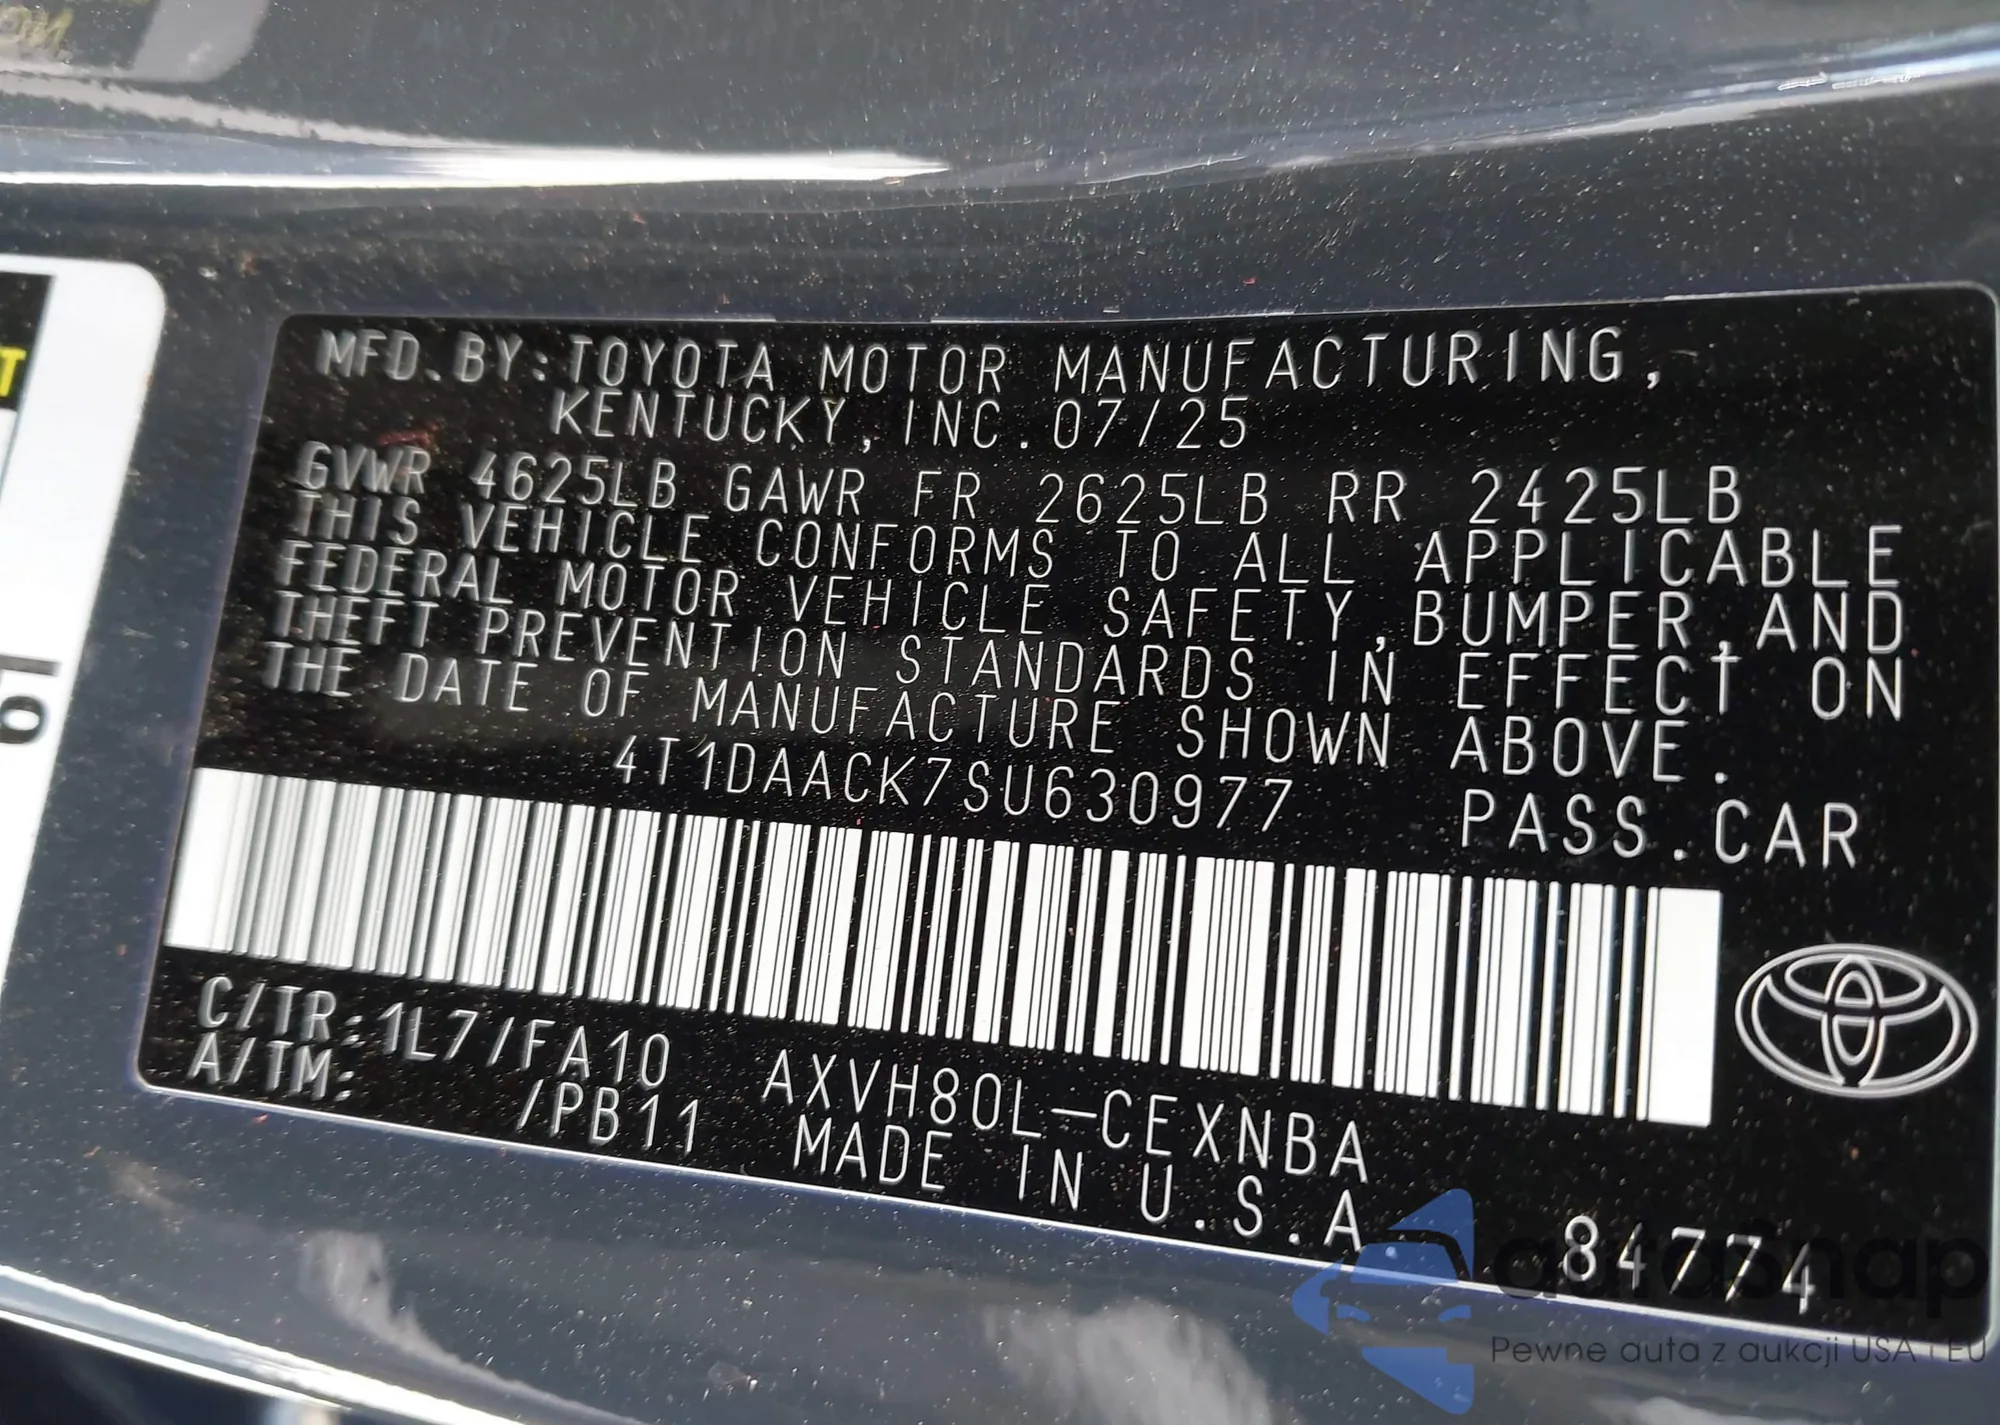 MFD.BY:TOYOTA MOTOR MANUFACTURING,
KENTUCKY, INC. 07/25
GVWR 4625LB GAWR FR 2625LB RR 2425LB
THIS VEHICLE CONFORMS TO ALL APPLICABLE
FEDERAL MOTOR VEHICLE SAFETY,BUMPER,AND
THEFT PREVENTION STANDARDS IN EFFECT ON
THE DATE OF MANUFACTURE SHOWN ABOVE.
4T1DAACK7SU630977 PASS.CAR
C/TR:1L7/FA10 AXVH80L-CEXNBA
A/TM: /PB11 MADE IN U.S.A.
84774
autosnap
Pewne auta z aukcji USA i EU
T
19